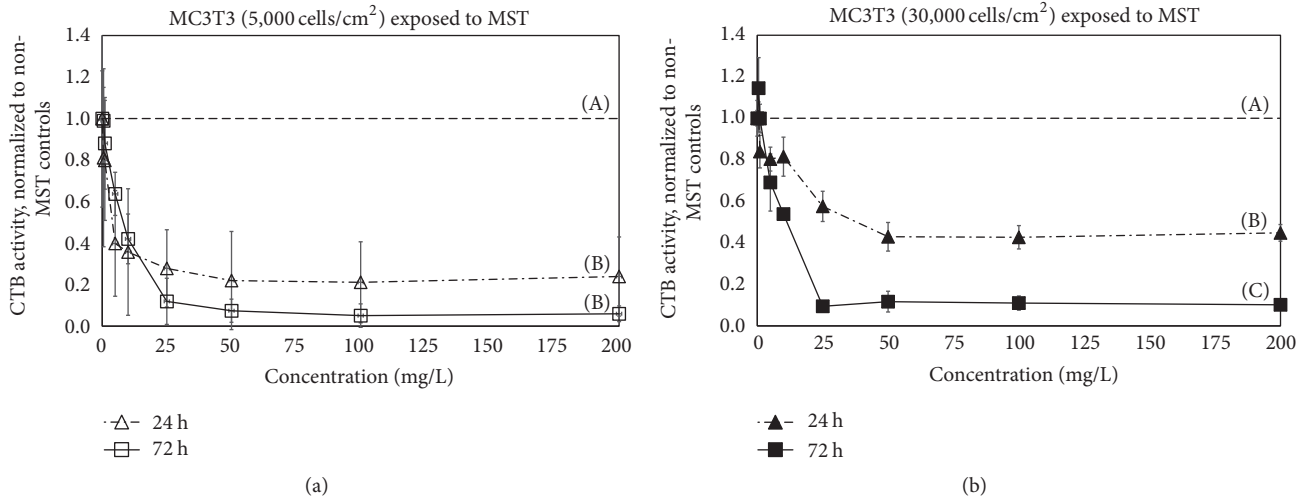 MC3T3 (5,000 cells/cm²) exposed to MST
CTB activity, normalized to non-
MST controls
1.4
1.2
1.0
0.8
0.6
0.4
0.2
0.0
(A)
(B)
(B)
0 25 50 75 100 125 150 175 200
Concentration (mg/L)
24 h
72 h
(a)
MC3T3 (30,000 cells/cm²) exposed to MST
CTB activity, normalized to non-
MST controls
1.4
1.2
1.0
0.8
0.6
0.4
0.2
0.0
(A)
(B)
(C)
0 25 50 75 100 125 150 175 200
Concentration (mg/L)
24 h
72 h
(b)